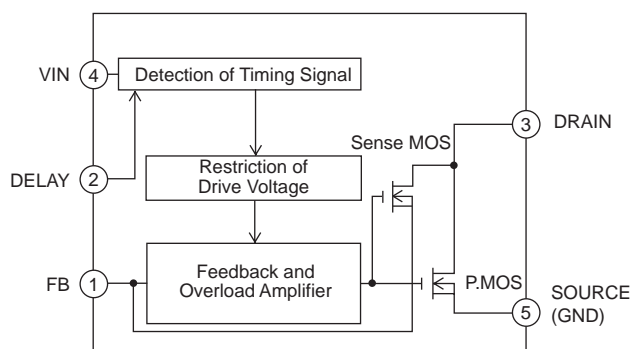 VIN 4 Detection of Timing Signal
3 DRAIN
Sense MOS
DELAY 2
Restriction of
Drive Voltage
FB 1
Feedback and
Overload Amplifier
P.MOS
5 SOURCE
(GND)